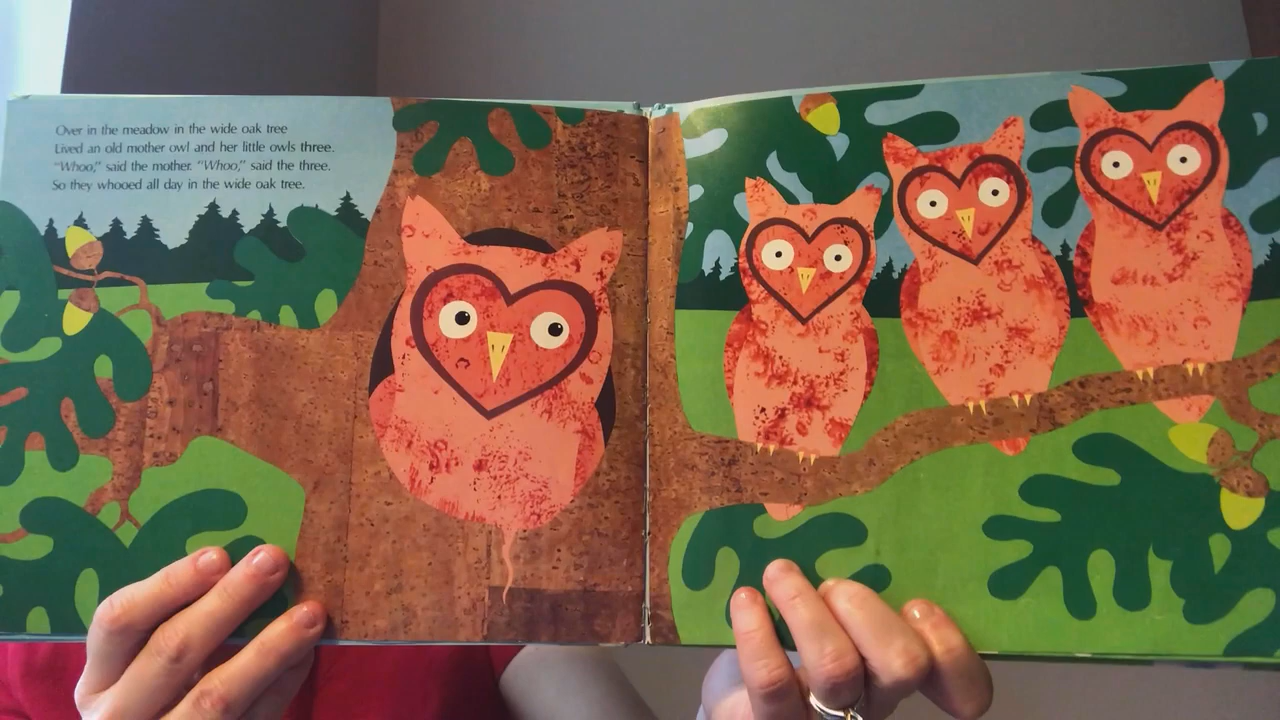 Over in the meadow in the wide oak tree
Lived an old mother owl and her little owls three.
"Whoo," said the mother. "Whoo," said the three.
So they whooed all day in the wide oak tree.